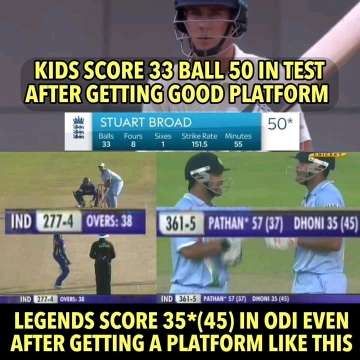 KIDS SCORE 33 BALL 50 IN TEST
AFTER GETTING GOOD PLATFORM
STUART BROAD 50*
Balls Fours Sixes Strike Rate Minutes
33 8 1 151.5 55
CRICKET
IND 277-4 OVERS: 38
361-5 PATHAN* 57 (37) DHONI 35 (45)
IND 277-4 OVERS: 38
IND 361-5 PATHAN* 57 (37) DHONI 35 (45)
LEGENDS SCORE 35*(45) IN ODI EVEN
AFTER GETTING A PLATFORM LIKE THIS